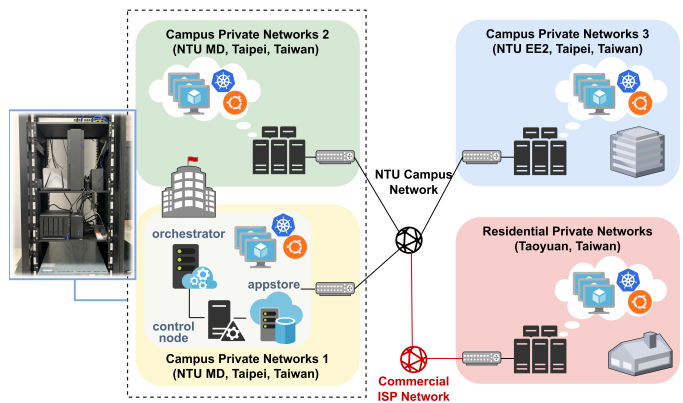 Campus Private Networks 2
(NTU MD, Taipei, Taiwan)
Campus Private Networks 3
(NTU EE2, Taipei, Taiwan)
NTU Campus
Network
orchestrator
appstore
control
node
Campus Private Networks 1
(NTU MD, Taipei, Taiwan)
Residential Private Networks
(Taoyuan, Taiwan)
Commercial
ISP Network